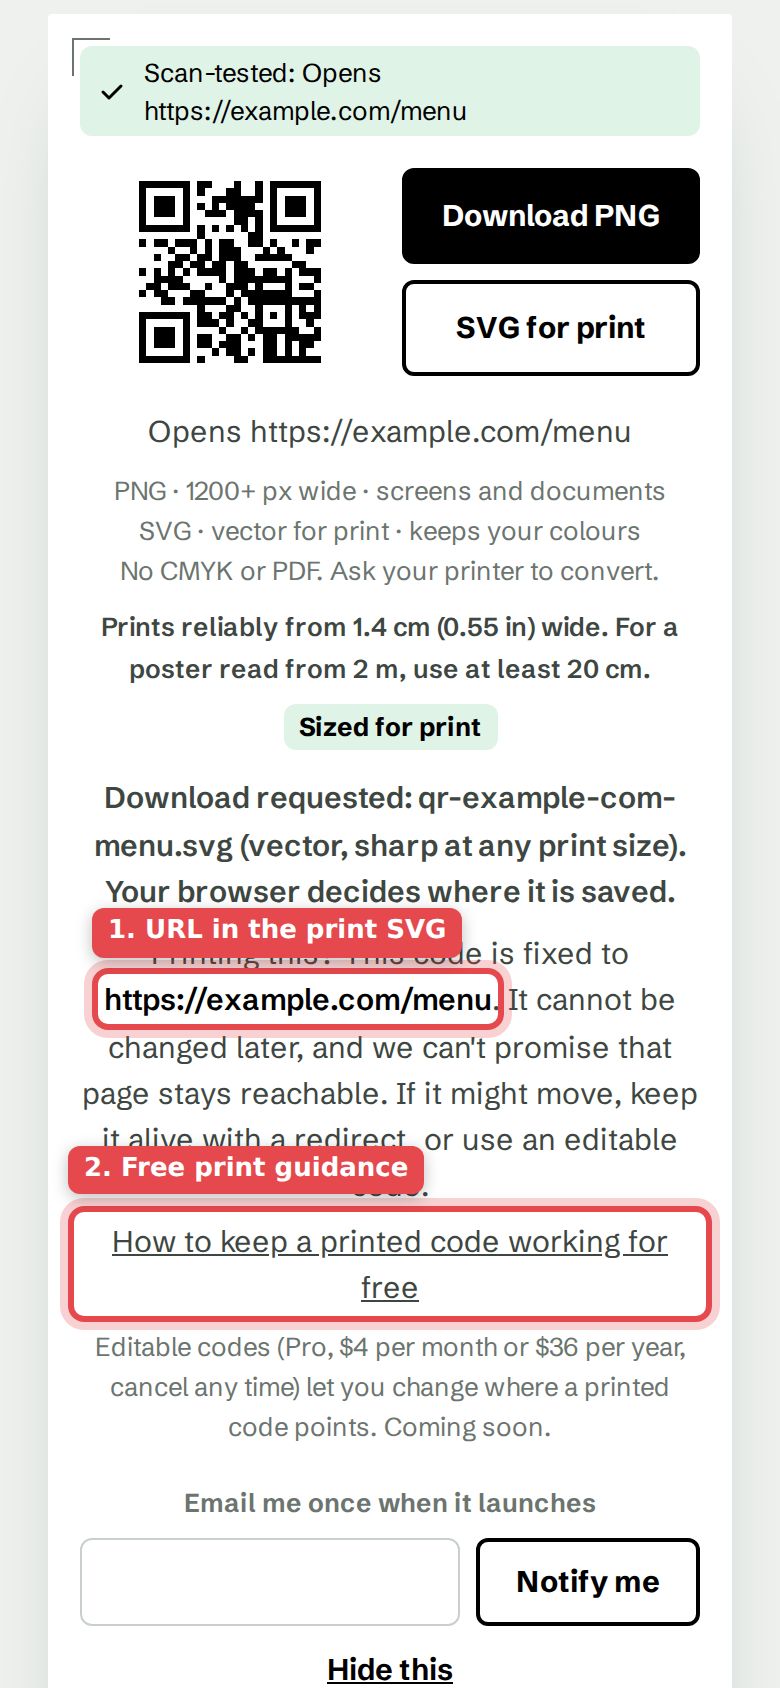 Scan-tested: Opens
https://example.com/menu
Download PNG
SVG for print
Opens https://example.com/menu
PNG · 1200+ px wide · screens and documents
SVG · vector for print · keeps your colours
No CMYK or PDF. Ask your printer to convert.
Prints reliably from 1.4 cm (0.55 in) wide. For a
poster read from 2 m, use at least 20 cm.
Sized for print
Download requested: qr-example-com-
menu.svg (vector, sharp at any print size).
Your browser decides where it is saved.
1. URL in the print SVG
Printing this? This code is fixed to
https://example.com/menu. It cannot be
changed later, and we can't promise that
page stays reachable. If it might move, keep
it alive with a redirect, or use an editable
2. Free print guidance
code.
How to keep a printed code working for
free
Editable codes (Pro, $4 per month or $36 per year,
cancel any time) let you change where a printed
code points. Coming soon.
Email me once when it launches
Notify me
Hide this